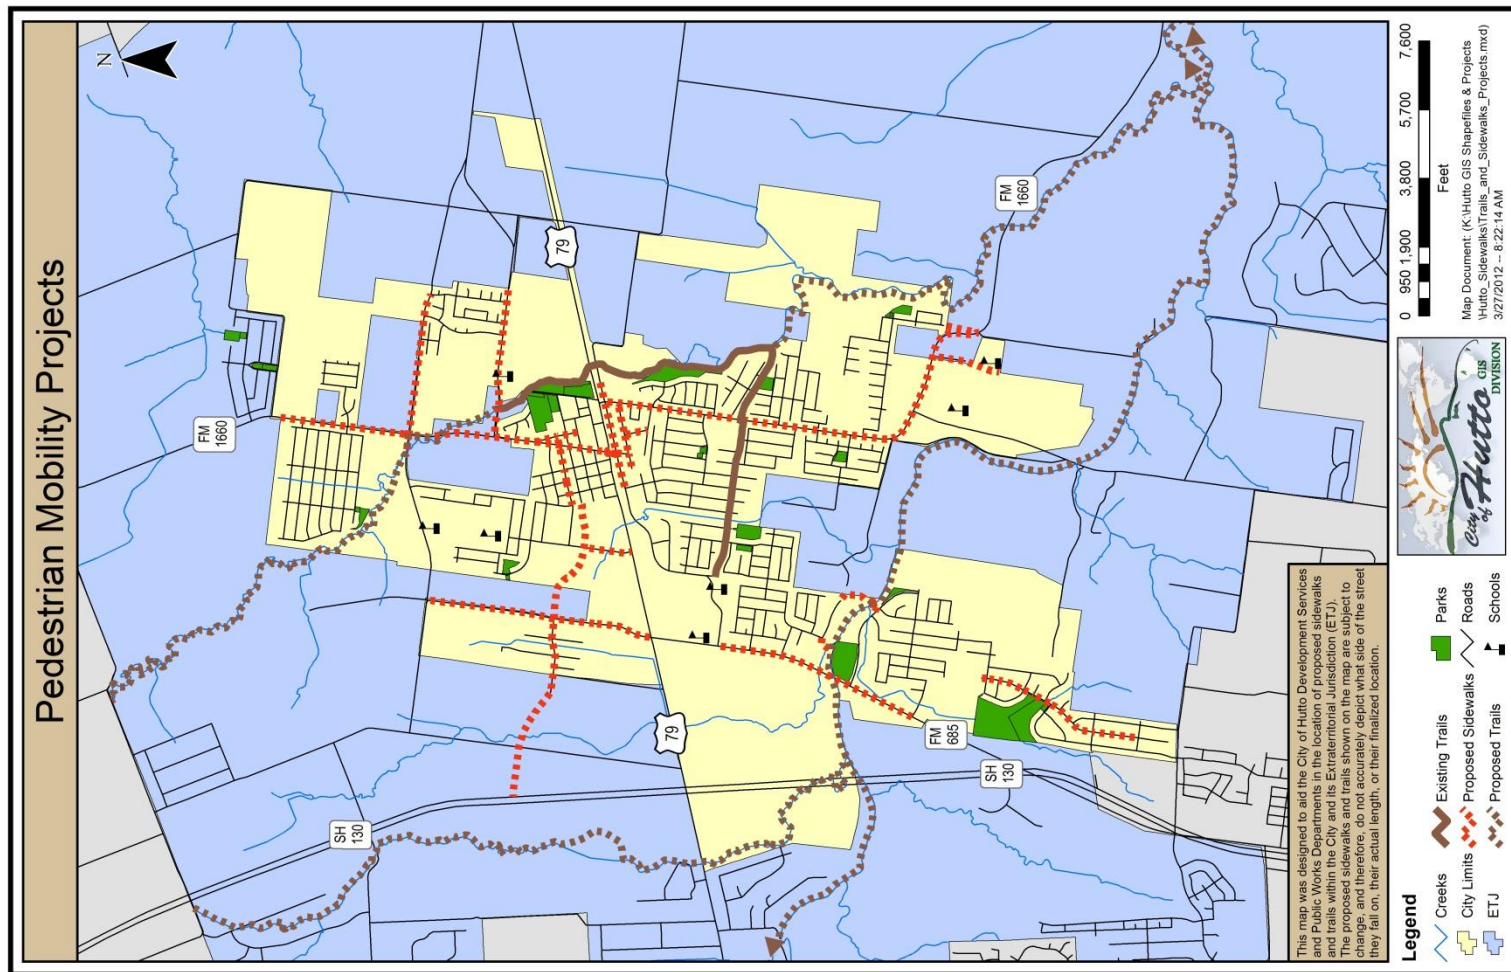 Pedestrian Mobility Projects
N
FM
1660
79
FM
1660
SH
130
79
FM
685
SH
130
This map was designed to aid the City of Hutto Development Services
and Public Works Departments in the location of proposed sidewalks
and trails within the City and its Extraterritorial Jurisdiction (ETJ).
The proposed sidewalks and trails shown on the map are subject to
change, and therefore, do not accurately depict what side of the street
they fall on, their actual length, or their finalized location.
Legend
Creeks
City Limits
ETJ
Existing Trails
Proposed Sidewalks
Proposed Trails
Parks
Roads
Schools
City of Hutto
GIS
DIVISION
0 950 1,900 3,800 5,700 7,600
Feet
Map Document: (K:\Hutto GIS Shapefiles & Projects
\Hutto_Sidewalks\Trails_and_Sidewalks_Projects.mxd)
3/27/2012 -- 8:22:14 AM